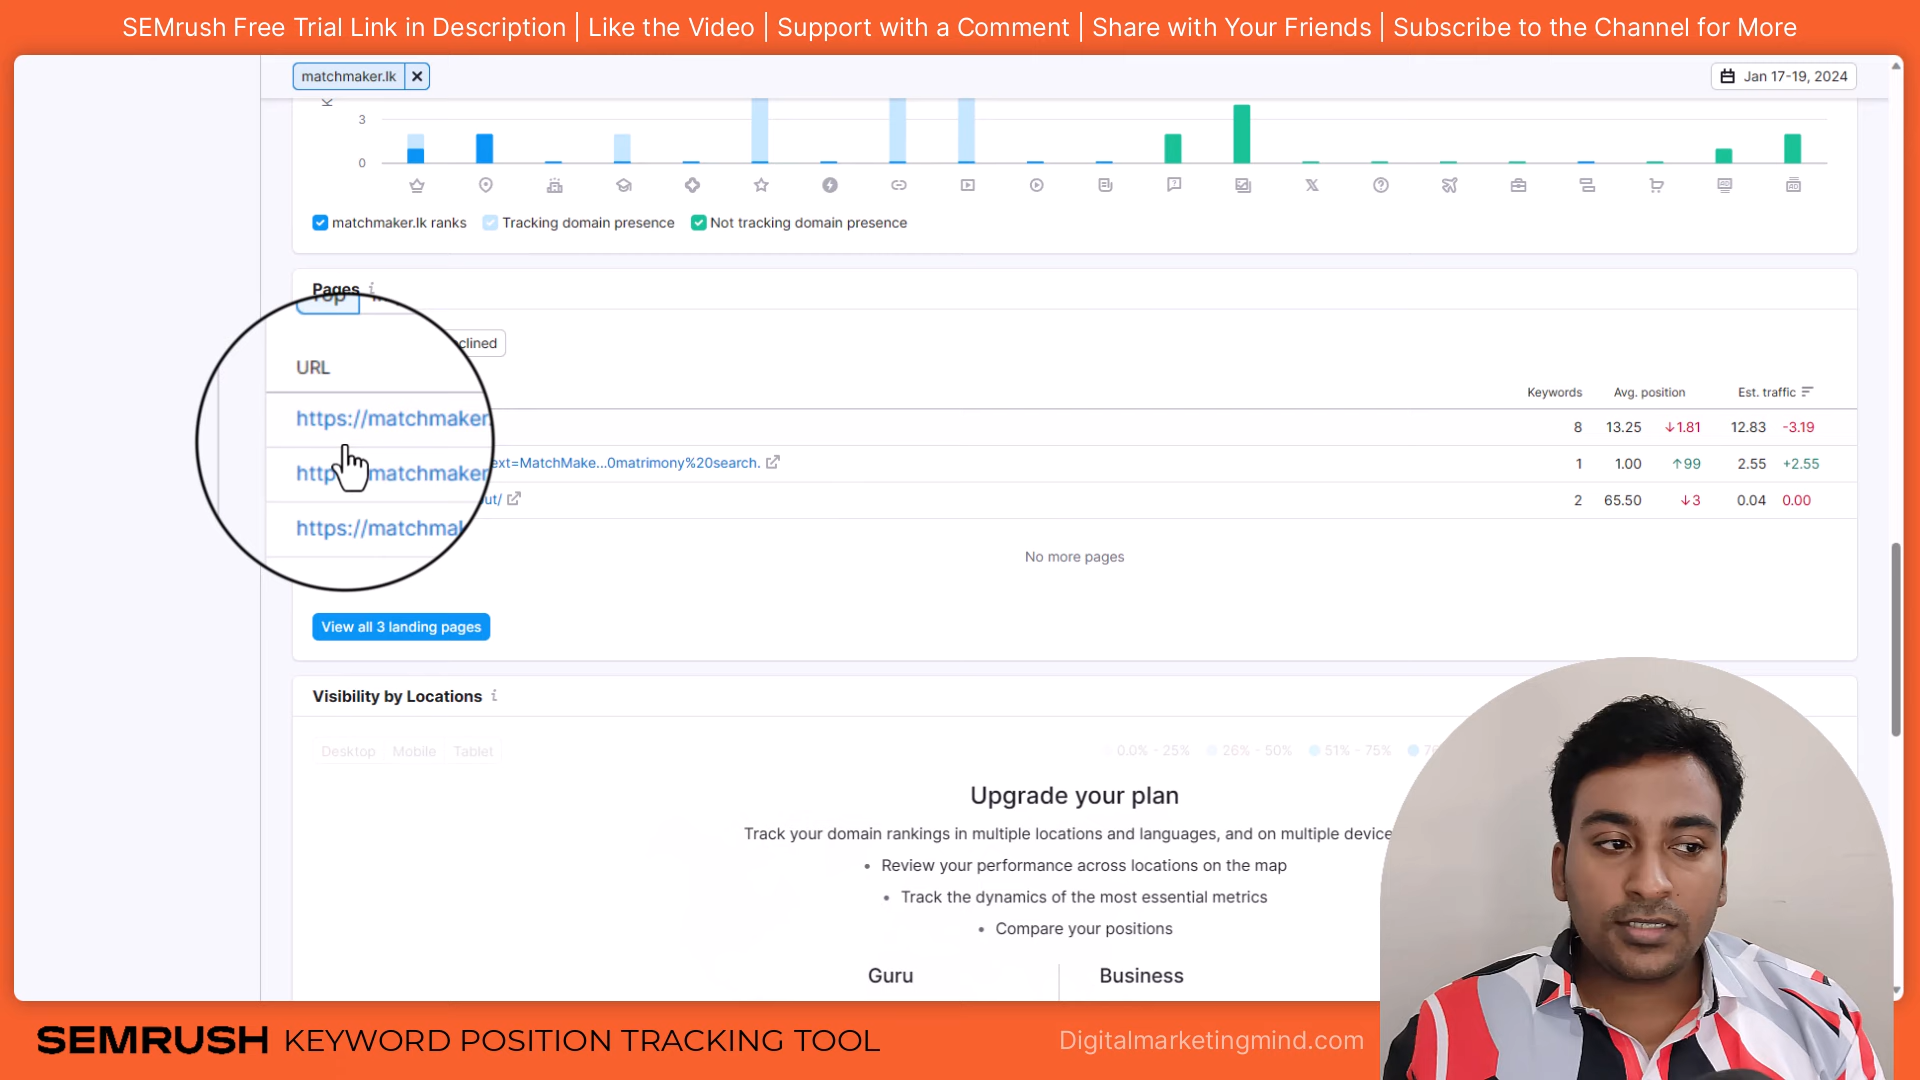 SEMrush Free Trial Link in Description | Like the Video | Support with a Comment | Share with Your Friends | Subscribe to the Channel for More
matchmaker.lk
Jan 17-19, 2024
3
0
matchmaker.lk ranks
Tracking domain presence
Not tracking domain presence
Pages
Top
clined
URL
Keywords Avg. position Est. traffic
https://matchmaker.
8 13.25 ↓1.81 12.83 -3.19
https://matchmaker
ext=MatchMake...0matrimony%20search.
1 1.00 ↑99 2.55 +2.55
https://matchmak
ut/
2 65.50 ↓3 0.04 0.00
No more pages
View all 3 landing pages
Visibility by Locations
Desktop Mobile Tablet
0.0% - 25% 26% - 50% 51% - 75%
Upgrade your plan
Track your domain rankings in multiple locations and languages, and on multiple device
• Review your performance across locations on the map
• Track the dynamics of the most essential metrics
• Compare your positions
Guru Business
SEMRUSH KEYWORD POSITION TRACKING TOOL
Digitalmarketingmind.com